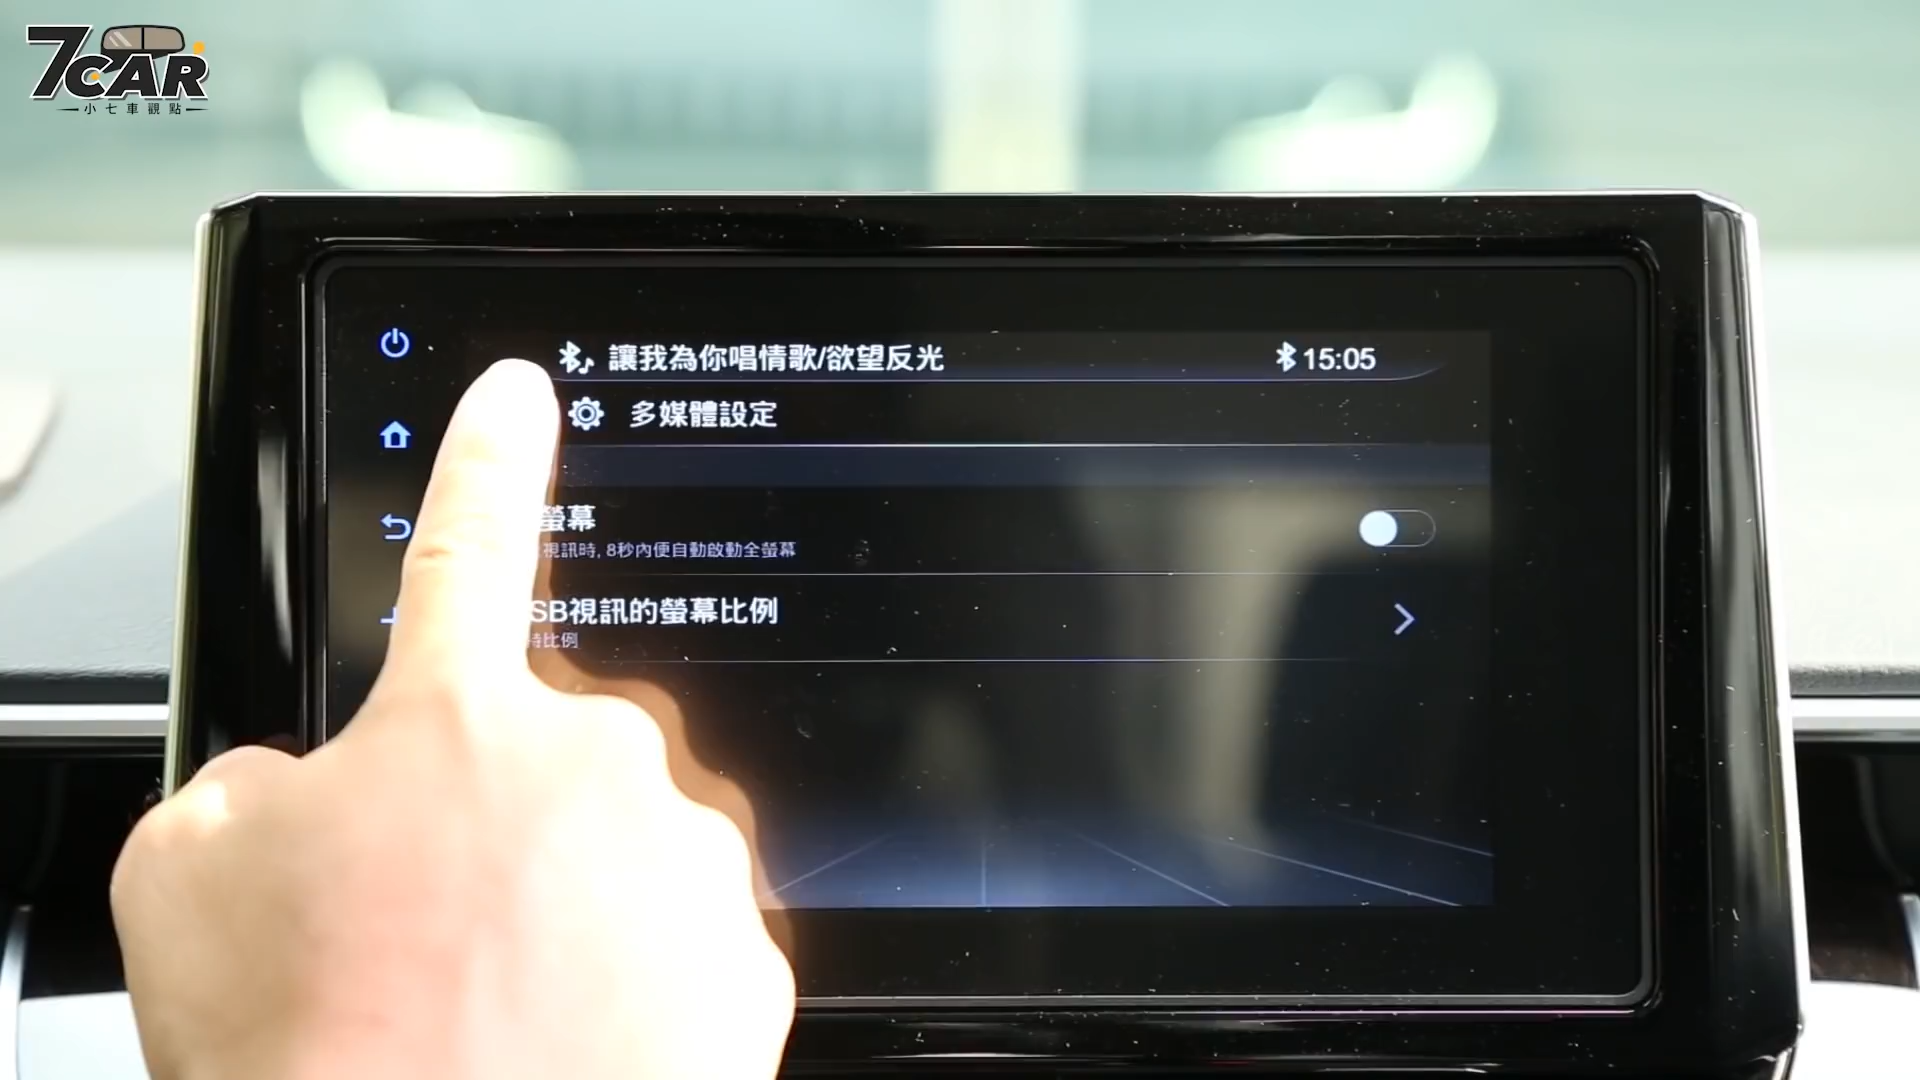 7CAR
小七車觀點
讓我為你唱情歌/欲望反光
15:05
多媒體設定
螢幕
視訊時, 8秒內便自動啟動全螢幕
SB視訊的螢幕比例
持比例